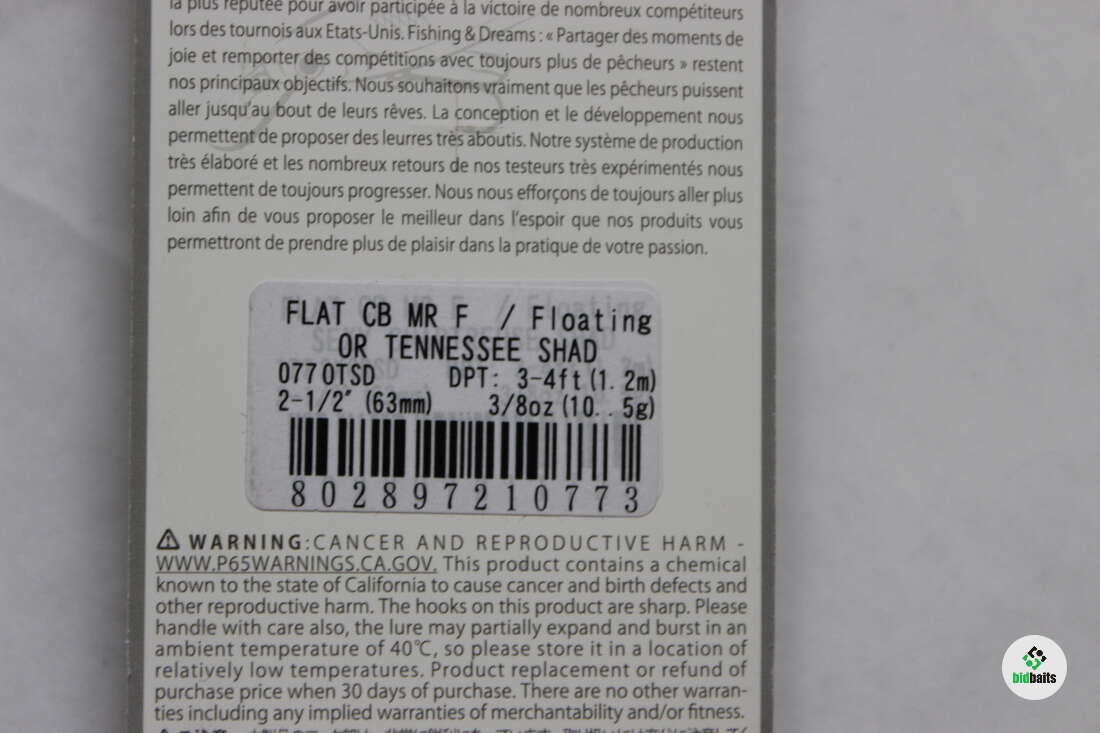 la plus réputée pour avoir participée à la victoire de nombreux compétiteurs
lors des tournois aux Etats-Unis. Fishing & Dreams : « Partager des moments de
joie et remporter des compétitions avec toujours plus de pêcheurs » restent
nos principaux objectifs. Nous souhaitons vraiment que les pêcheurs puissent
aller jusqu'au bout de leurs rêves. La conception et le développement nous
permettent de proposer des leurres très aboutis. Notre système de production
très élaboré et les nombreux retours de nos testeurs très expérimentés nous
permettent de toujours progresser. Nous nous efforçons de toujours aller plus
loin afin de vous proposer le meilleur dans l'espoir que nos produits vous
permettront de prendre plus de plaisir dans la pratique de votre passion.
FLAT CB MR F / Floating
OR TENNESSEE SHAD
0770TSD DPT: 3-4ft (1. 2m)
2-1/2" (63mm) 3/8oz (10. . 5g)
802897210773
⚠ WARNING:CANCER AND REPRODUCTIVE HARM -
WWW.P65WARNINGS.CA.GOV. This product contains a chemical
known to the state of California to cause cancer and birth defects and
other reproductive harm. The hooks on this product are sharp. Please
handle with care also, the lure may partially expand and burst in an
ambient temperature of 40℃, so please store it in a location of
relatively low temperatures. Product replacement or refund of
purchase price when 30 days of purchase. There are no other warran-
ties including any implied warranties of merchantability and/or fitness.
bidbaits